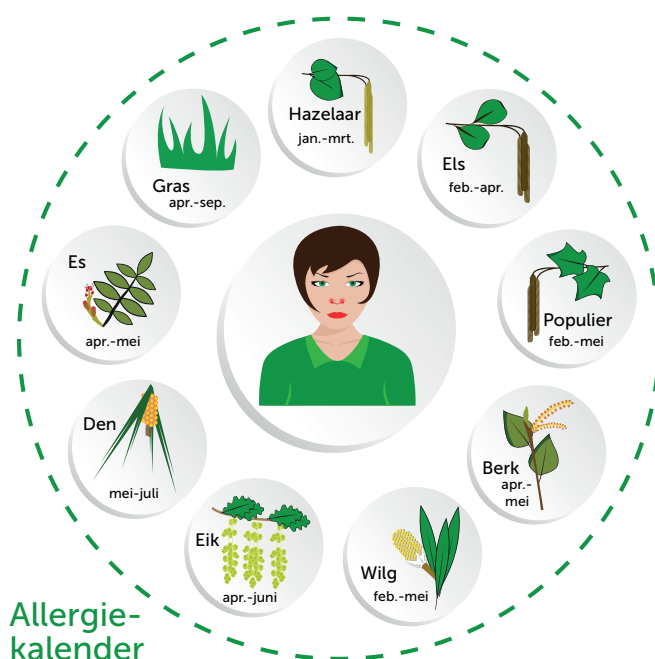 Hazelaar
jan.-mrt.
Els
feb.-apr.
Populier
feb.-mei
Berk
apr.-
mei
Wilg
feb.-mei
Eik
apr.-juni
Den
mei-juli
Es
apr.-mei
Gras
apr.-sep.
Allergie-
kalender